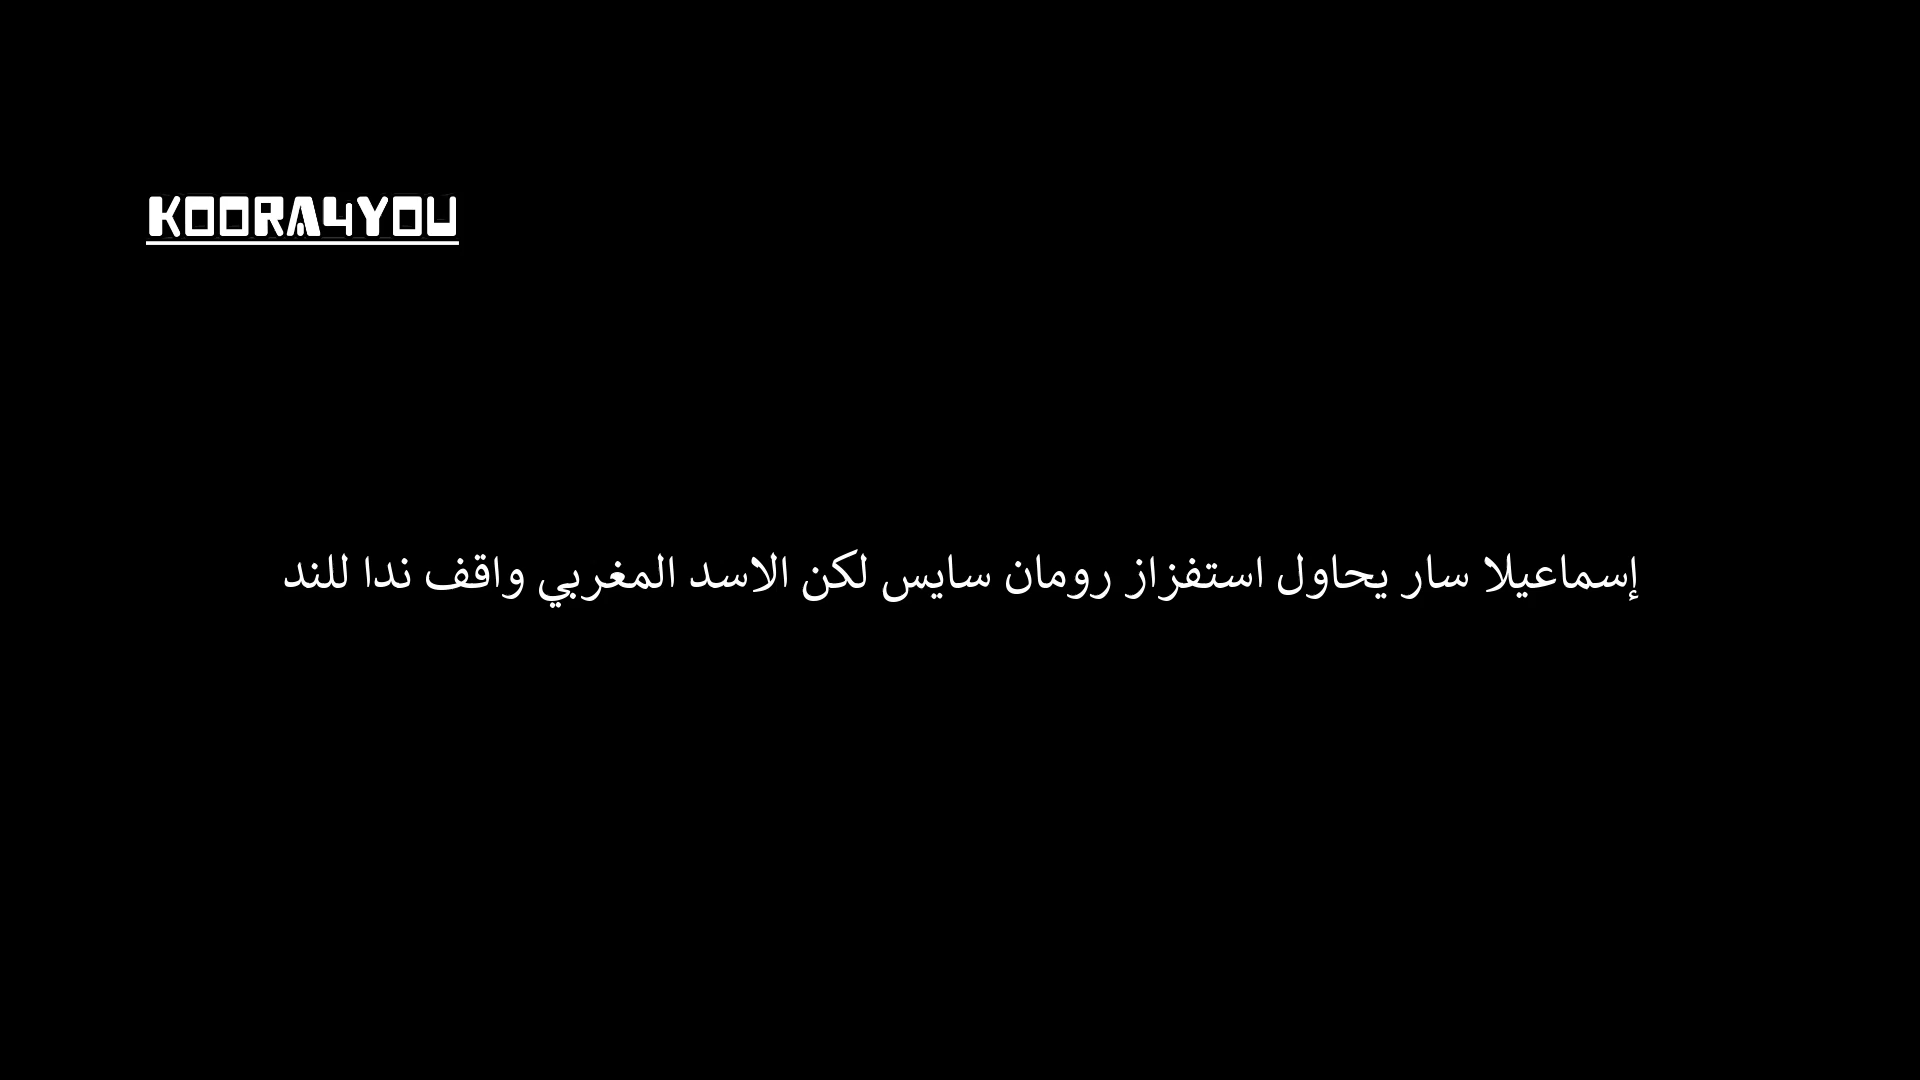 KOORA4YOU
إسماعيلا سار يحاول استفزاز رومان سايس لكن الاسد المغربي واقف ندا للند